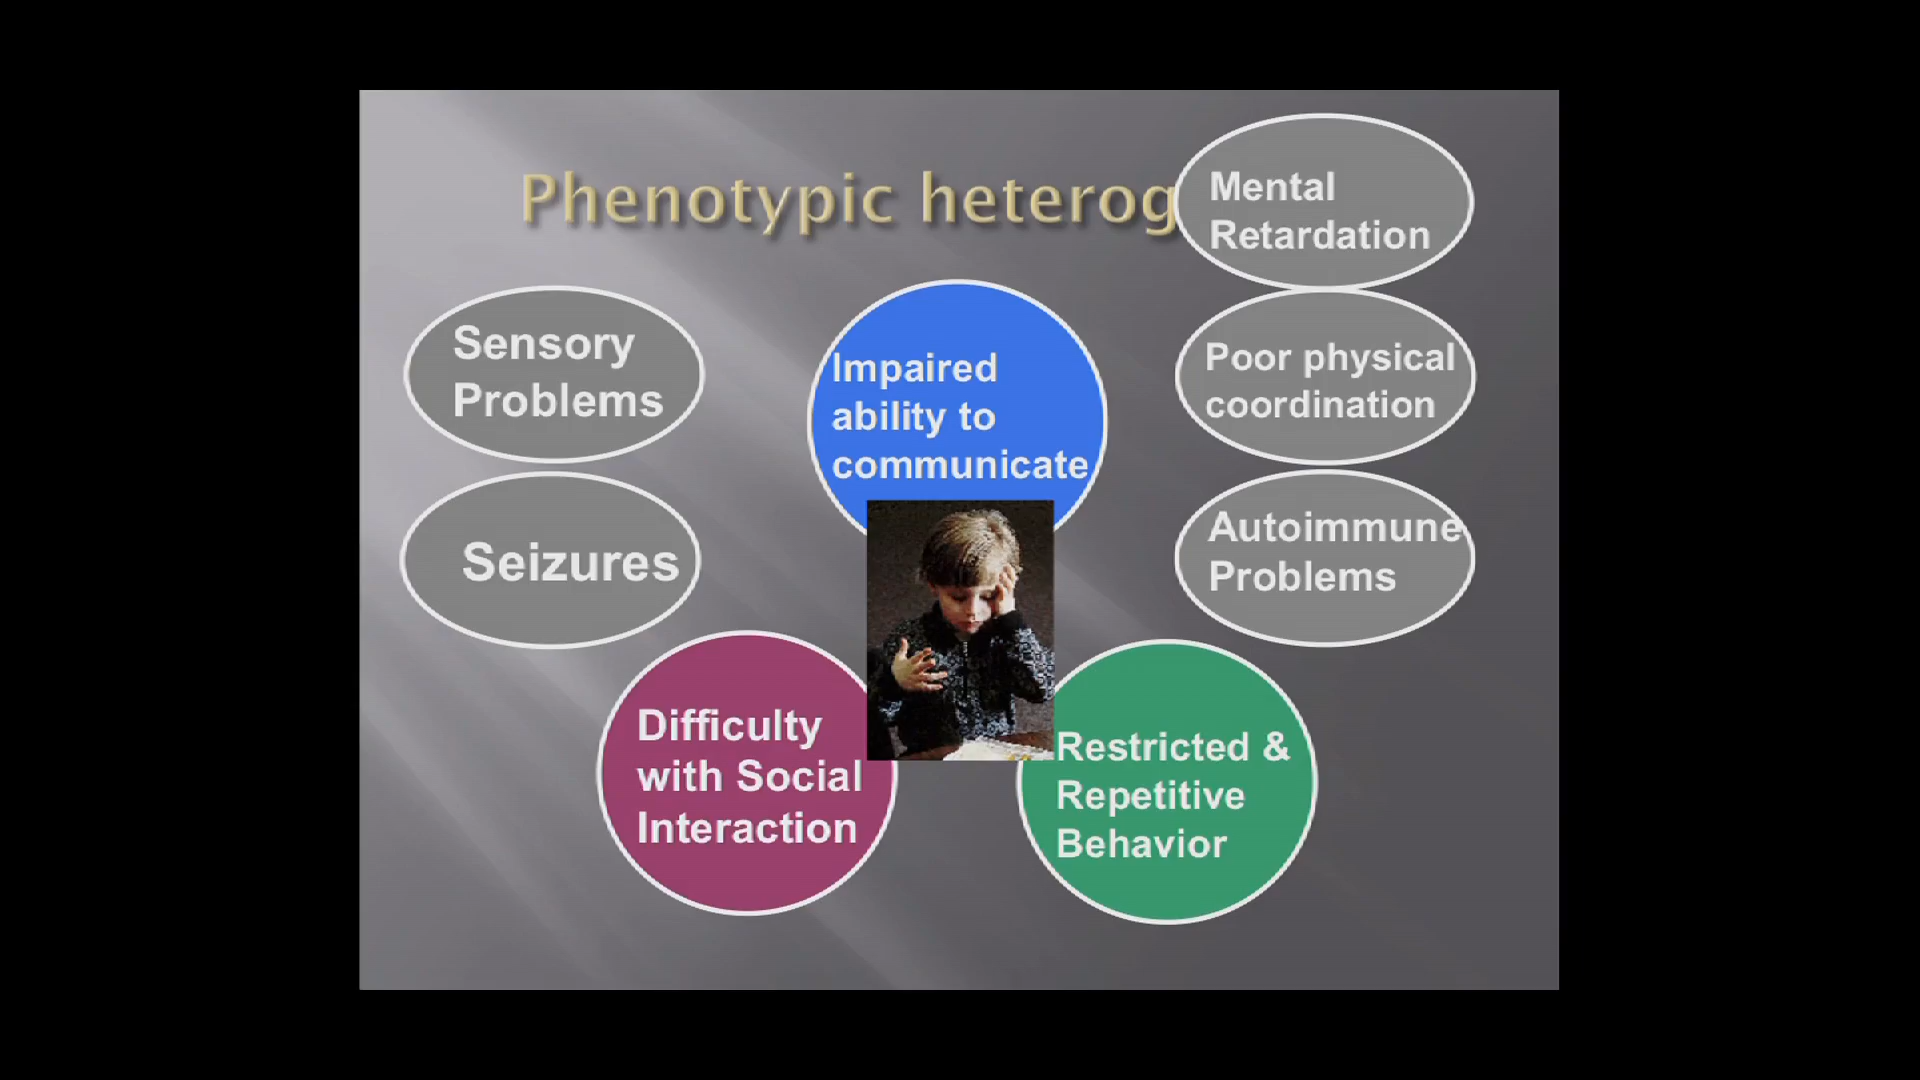 Phenotypic heterog
Mental
Retardation
Sensory
Problems
Impaired
ability to
communicate
Poor physical
coordination
Seizures
Autoimmune
Problems
Difficulty
with Social
Interaction
Restricted &
Repetitive
Behavior